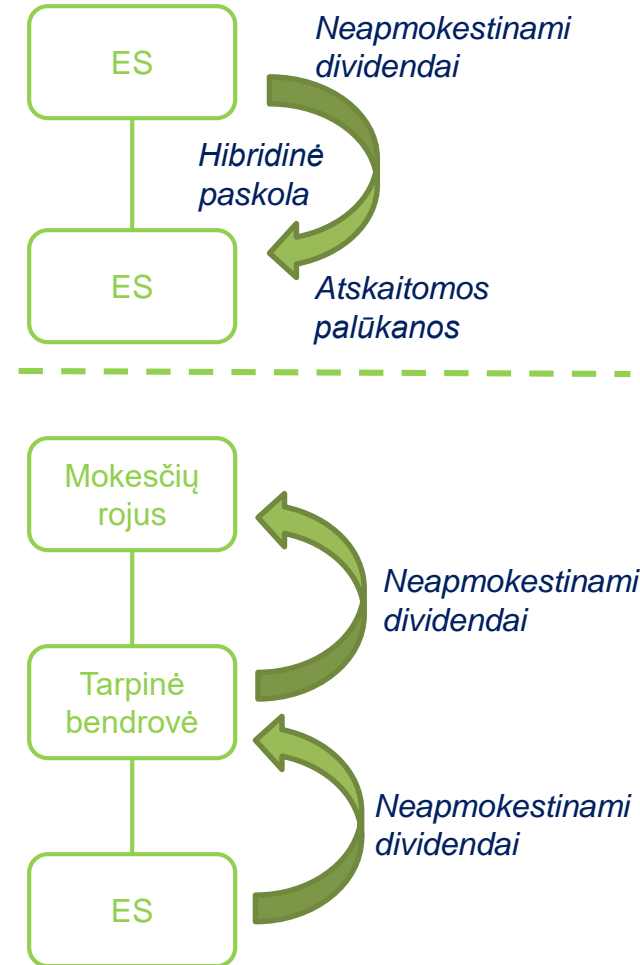 ES
Neapmokestinami
dividendai
Hibridinė
paskola
ES
Atskaitomos
palūkanos
Mokesčių
rojus
Neapmokestinami
dividendai
Tarpinė
bendrovė
Neapmokestinami
dividendai
ES